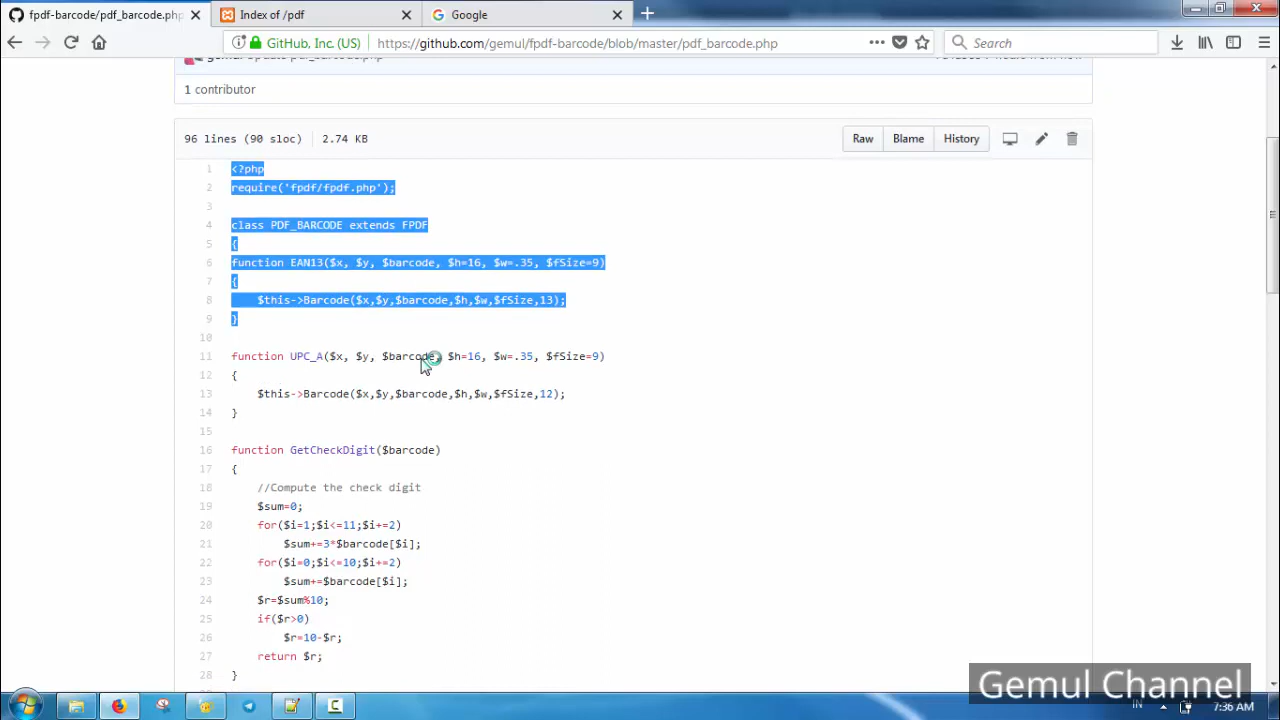 fpdf-barcode/pdf_barcode.php
Index of /pdf
Google
GitHub, Inc. (US)
https://github.com/gemul/fpdf-barcode/blob/master/pdf_barcode.php
Search
1 contributor
96 lines (90 sloc)
2.74 KB
Raw
Blame
History
1 <?php
2 require('fpdf/fpdf.php');
3
4 class PDF_BARCODE extends FPDF
5 {
6 function EAN13($x, $y, $barcode, $h=16, $w=.35, $fSize=9)
7 {
8 $this->Barcode($x,$y,$barcode,$h,$w,$fSize,13);
9 }
10
11 function UPC_A($x, $y, $barcode, $h=16, $w=.35, $fSize=9)
12 {
13 $this->Barcode($x,$y,$barcode,$h,$w,$fSize,12);
14 }
15
16 function GetCheckDigit($barcode)
17 {
18 //Compute the check digit
19 $sum=0;
20 for($i=1;$i<=11;$i+=2)
21 $sum+=3*$barcode[$i];
22 for($i=0;$i<=10;$i+=2)
23 $sum+=$barcode[$i];
24 $r=$sum%10;
25 if($r>0)
26 $r=10-$r;
27 return $r;
28 }
Gemul Channel
IN
7:36 AM